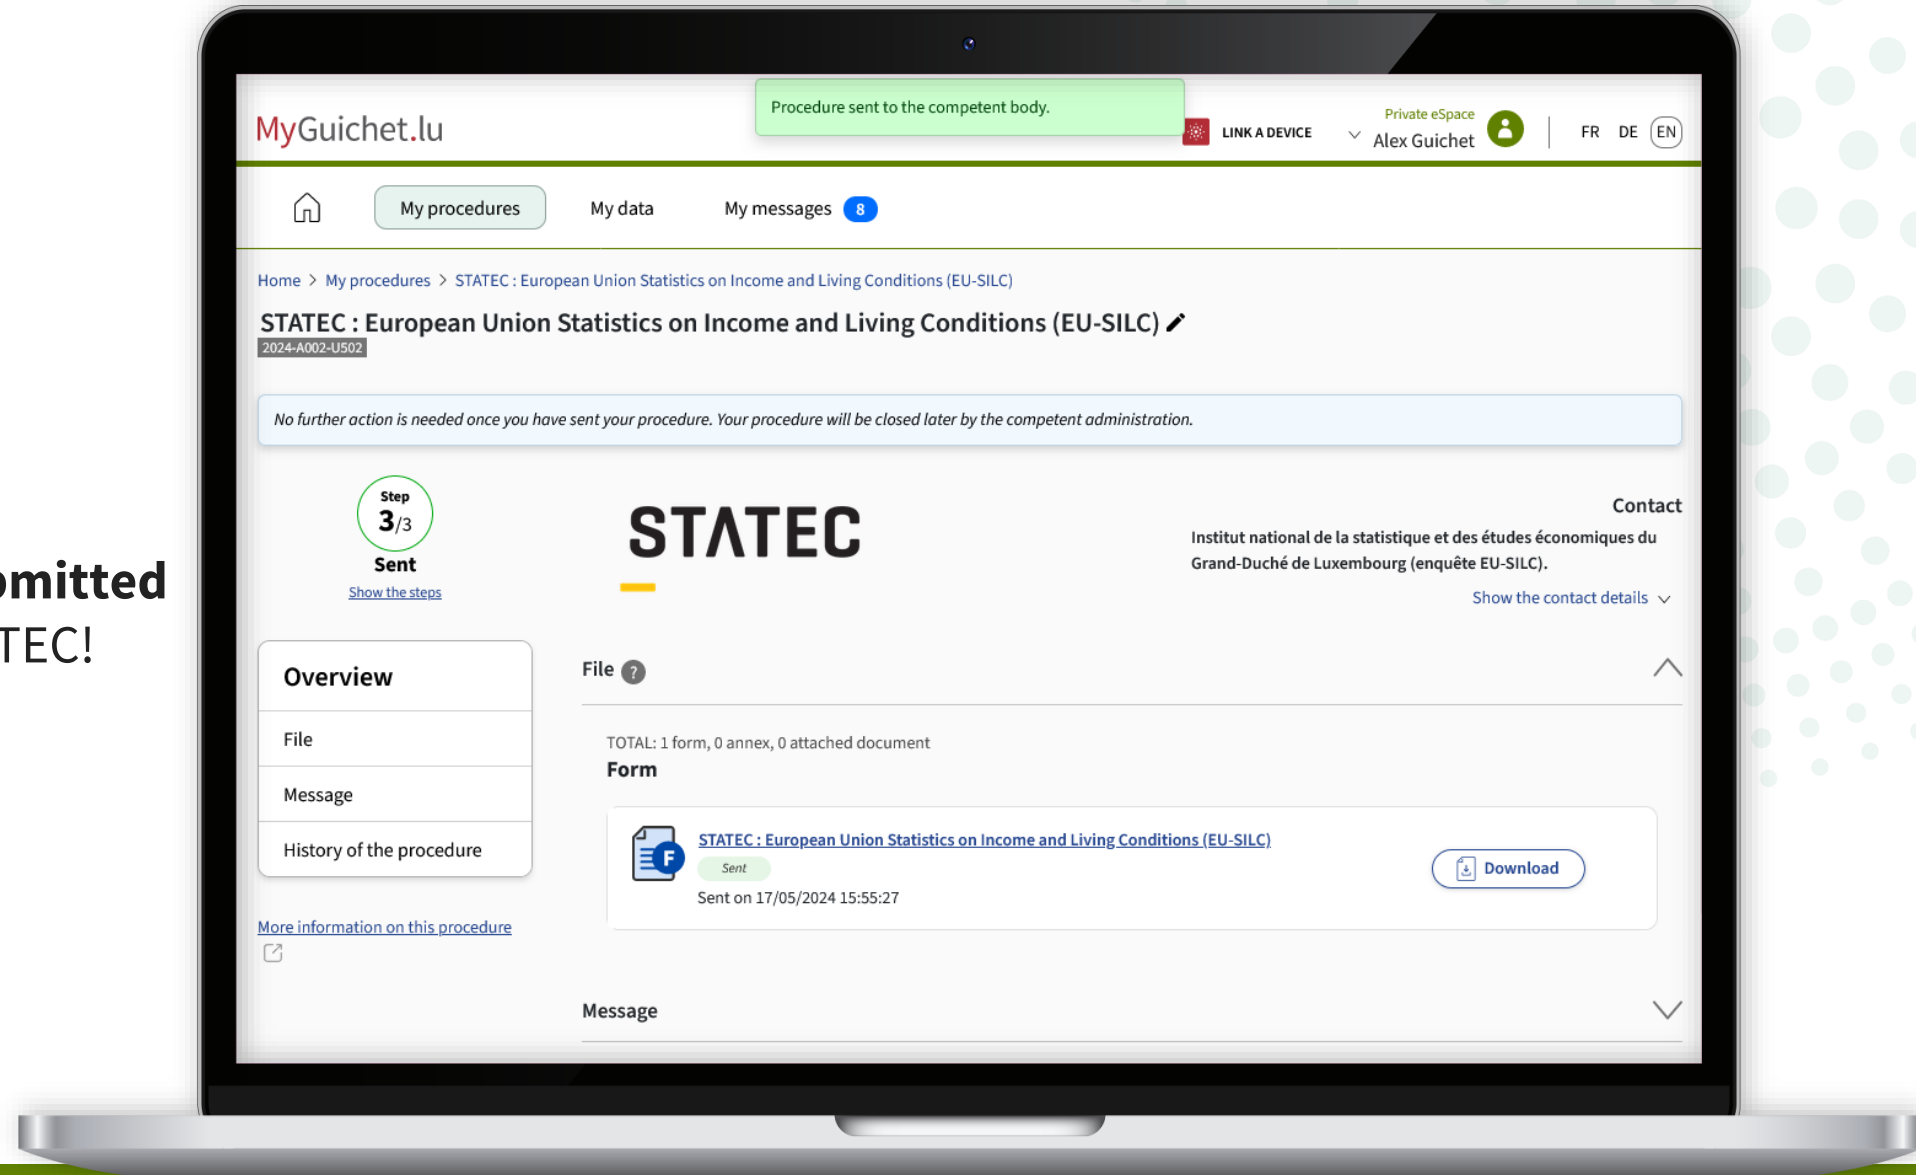 Procedure sent to the competent body.
MyGuichet.lu
LINK A DEVICE
Private eSpace
Alex Guichet
FR DE EN
My procedures
My data
My messages 8
Home > My procedures > STATEC : European Union Statistics on Income and Living Conditions (EU-SILC)
STATEC : European Union Statistics on Income and Living Conditions (EU-SILC)
2024-A002-U502
No further action is needed once you have sent your procedure. Your procedure will be closed later by the competent administration.
Step
3/3
Sent
Show the steps
STATEC
Contact
Institut national de la statistique et des études économiques du
Grand-Duché de Luxembourg (enquête EU-SILC).
Show the contact details
omitted
TEC!
Overview
File
Message
History of the procedure
More information on this procedure
File ?
TOTAL: 1 form, 0 annex, 0 attached document
Form
F
STATEC : European Union Statistics on Income and Living Conditions (EU-SILC)
Sent
Sent on 17/05/2024 15:55:27
Download
Message